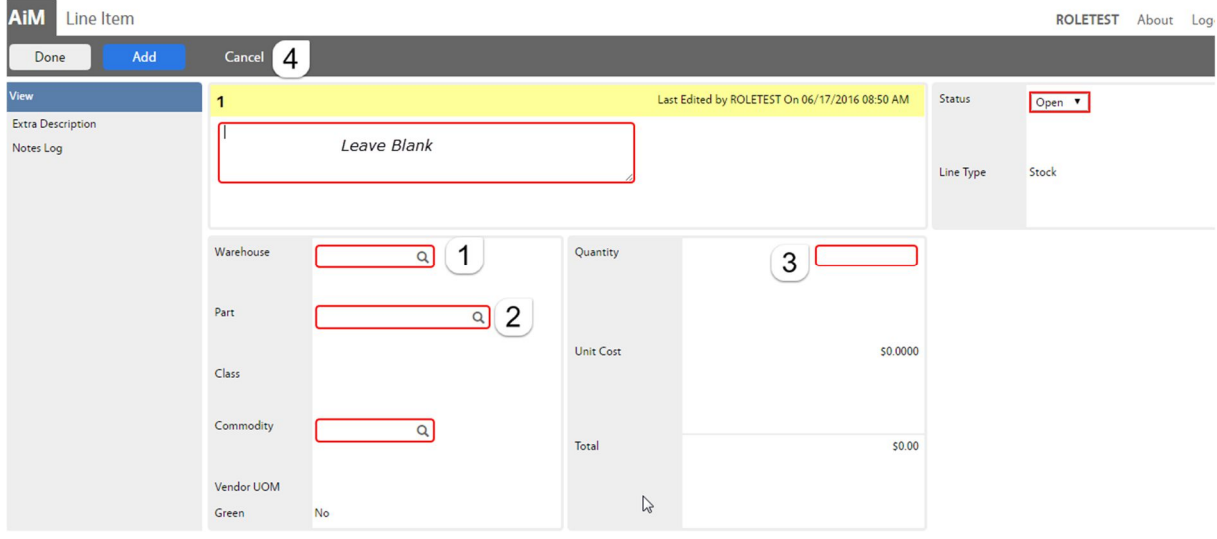 AiM Line Item ROLETEST About Log
Done Add Cancel 4
View
Extra Description
Notes Log
1 Last Edited by ROLETEST On 06/17/2016 08:50 AM
Leave Blank
Status Open
Line Type Stock
Warehouse 1
Part 2
Class
Commodity
Vendor UOM
Green No
Quantity 3
Unit Cost $0.0000
Total $0.00